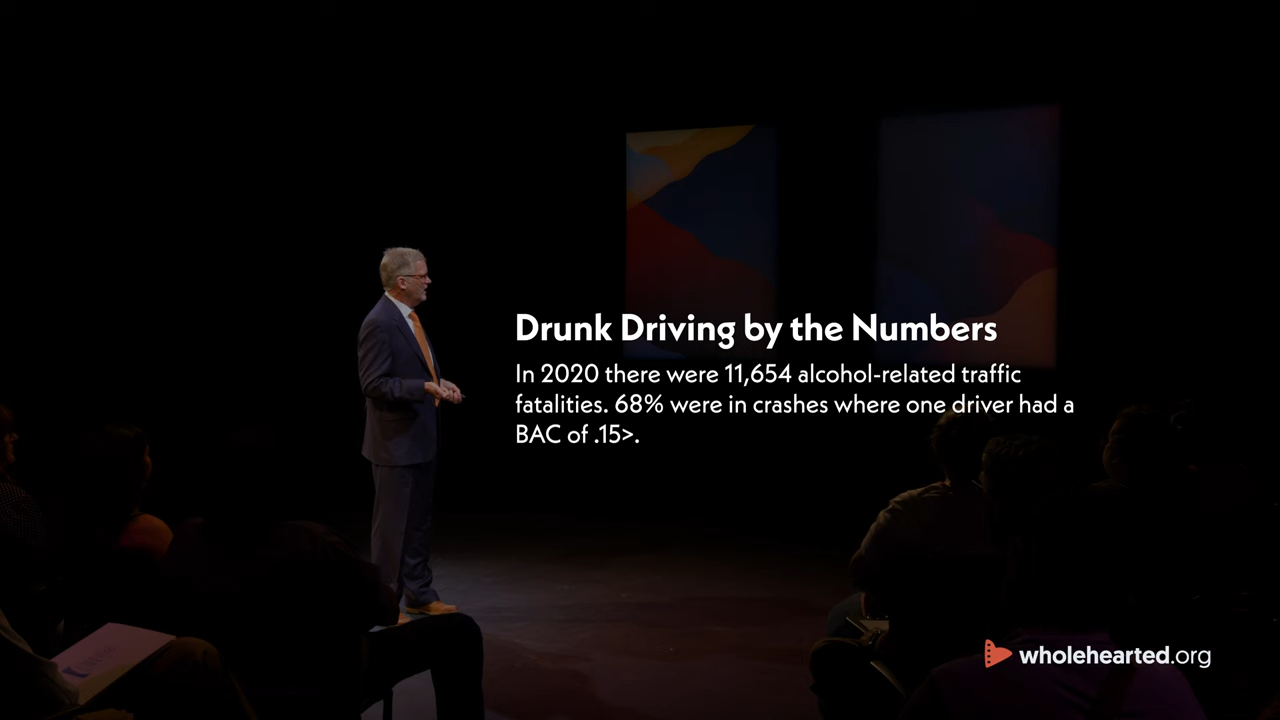 Drunk Driving by the Numbers
In 2020 there were 11,654 alcohol-related traffic
fatalities. 68% were in crashes where one driver had a
BAC of .15>.
wholehearted.org